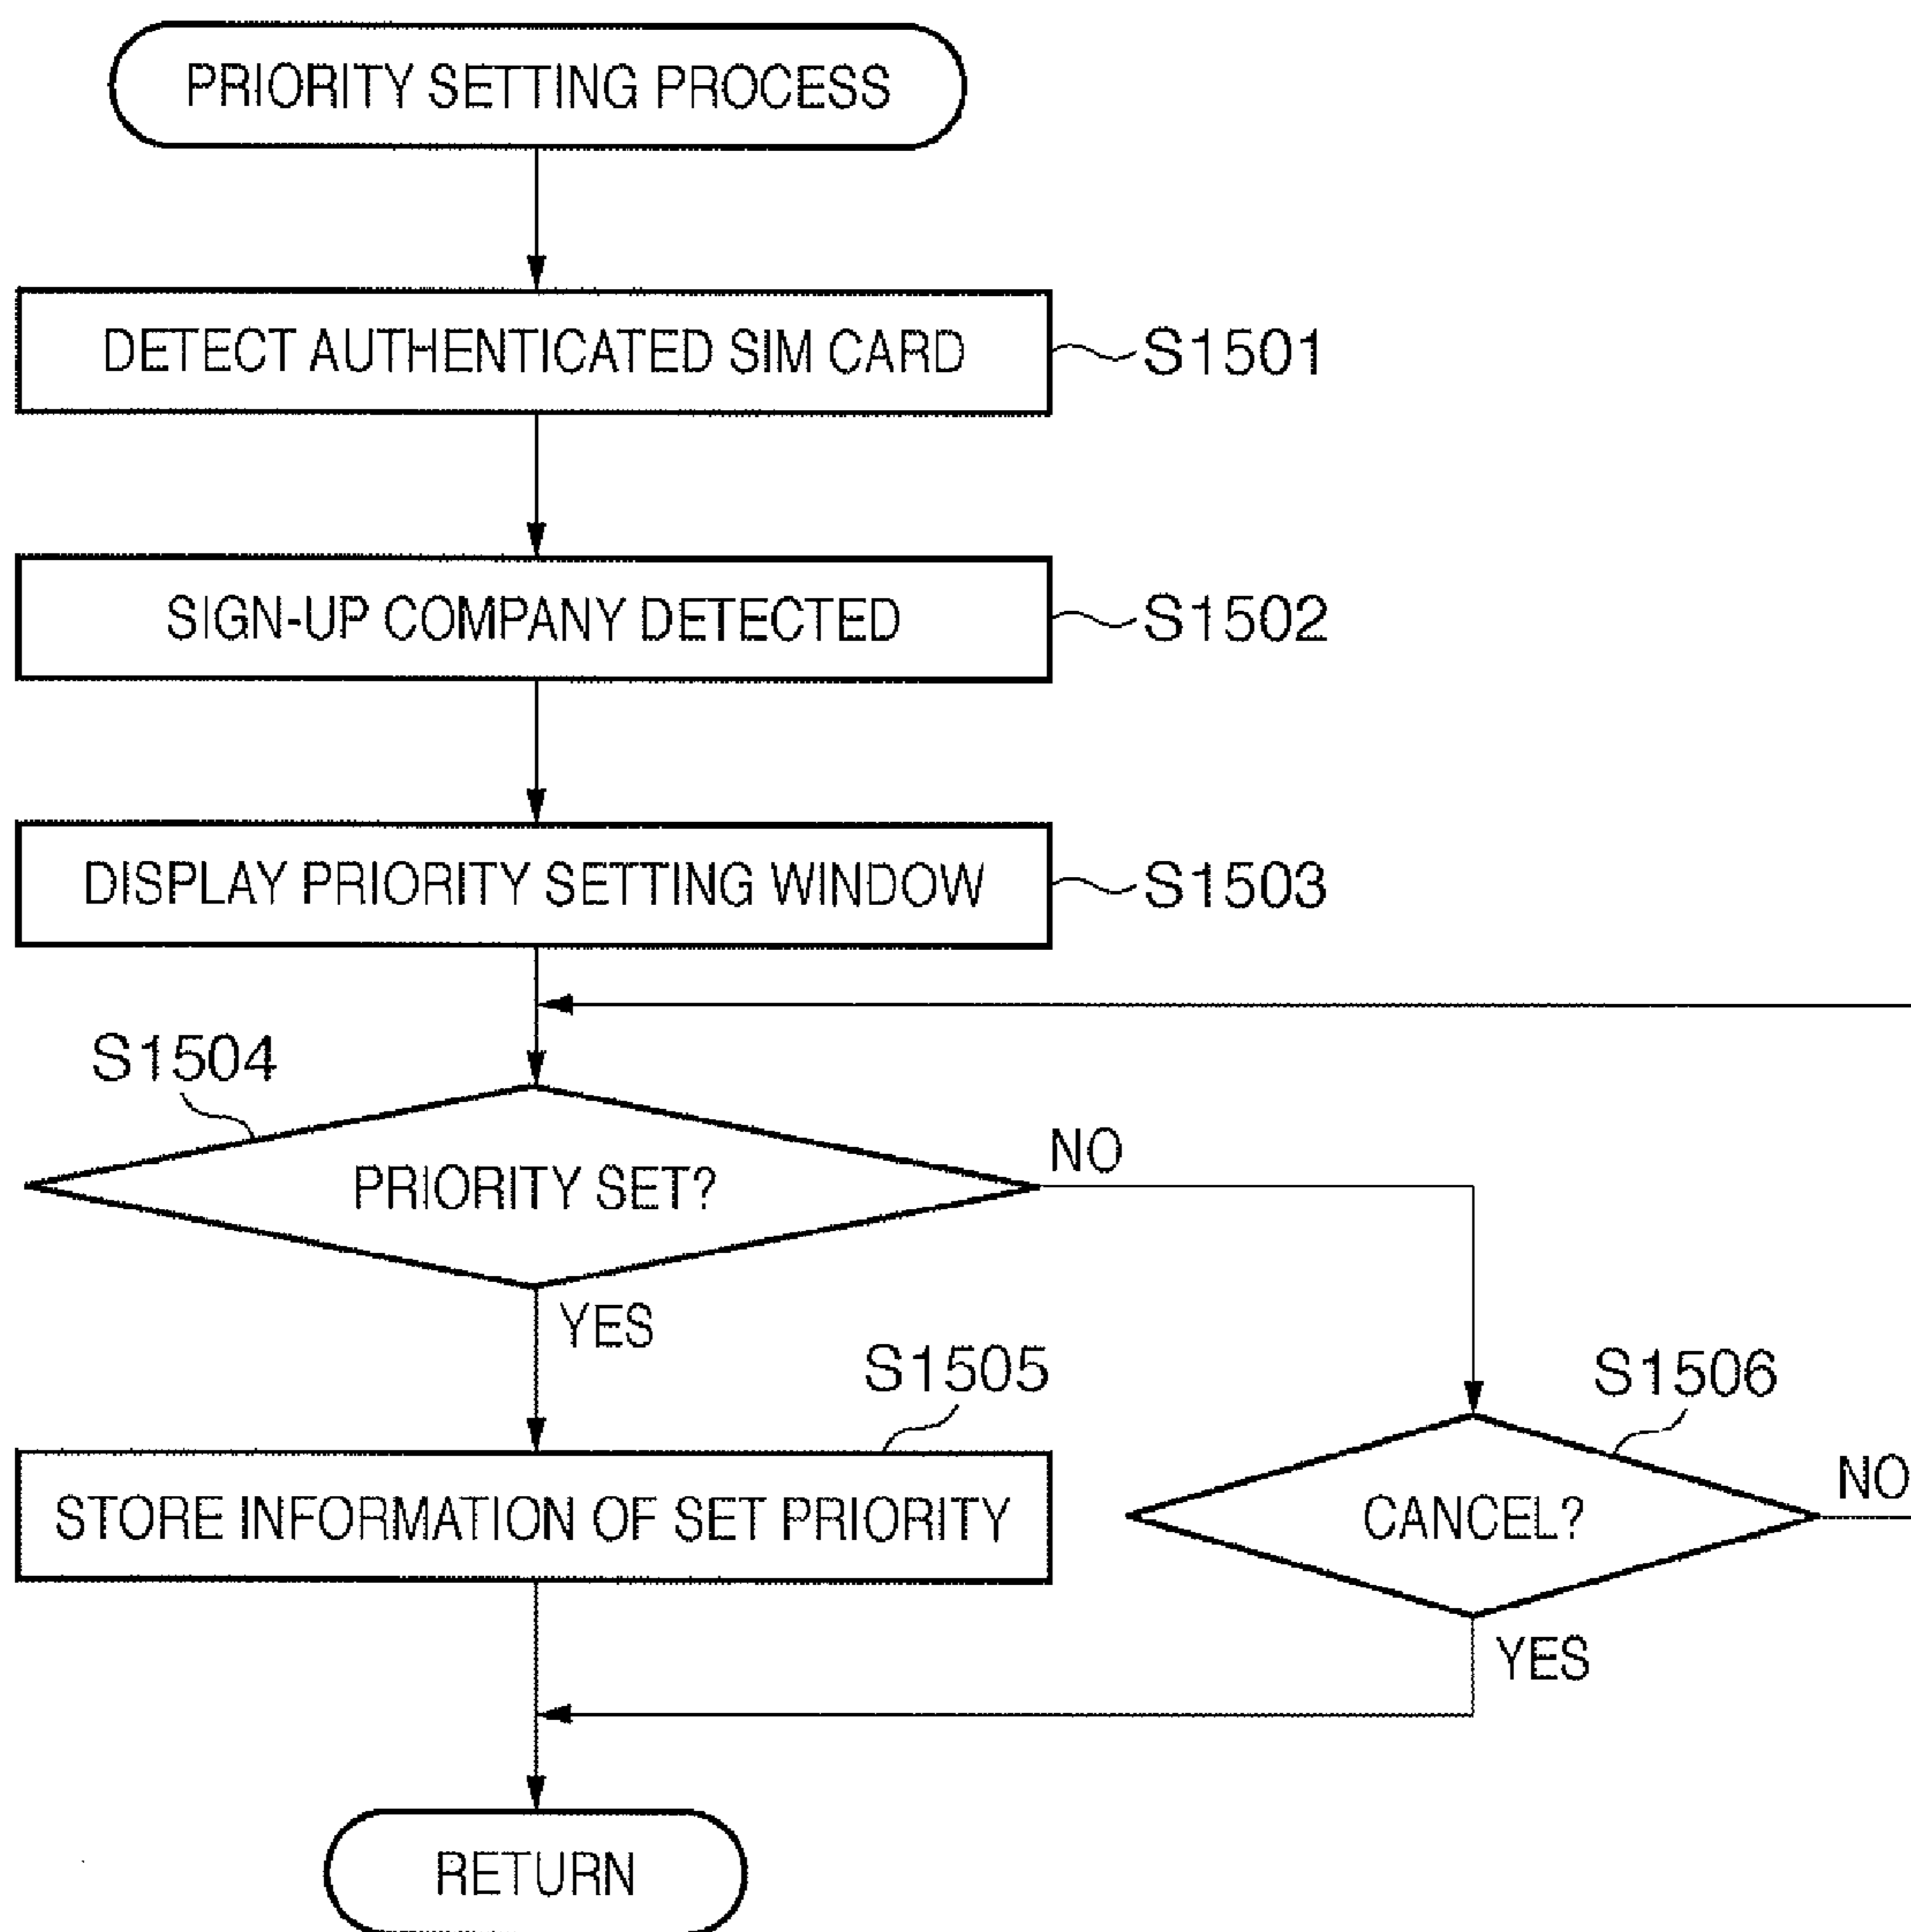 PRIORITY SETTING PROCESS
DETECT AUTHENTICATED SIM CARD
S1501
SIGN-UP COMPANY DETECTED
S1502
DISPLAY PRIORITY SETTING WINDOW
S1503
S1504
PRIORITY SET?
NO
YES
S1505
STORE INFORMATION OF SET PRIORITY
S1506
CANCEL?
NO
YES
RETURN